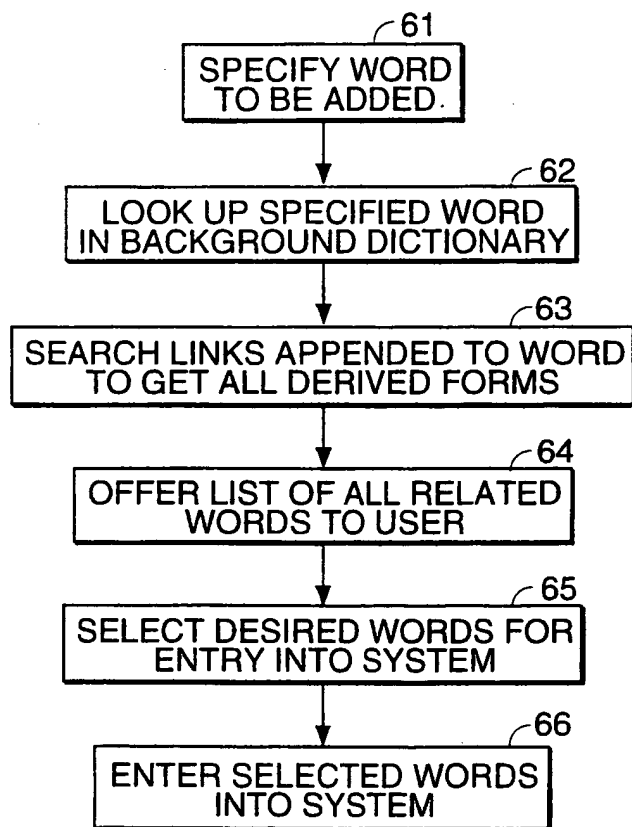 61
SPECIFY WORD
TO BE ADDED.
62
LOOK UP SPECIFIED WORD
IN BACKGROUND DICTIONARY
63
SEARCH LINKS APPENDED TO WORD
TO GET ALL DERIVED FORMS
64
OFFER LIST OF ALL RELATED
WORDS TO USER
65
SELECT DESIRED WORDS FOR
ENTRY INTO SYSTEM
66
ENTER SELECTED WORDS
INTO SYSTEM